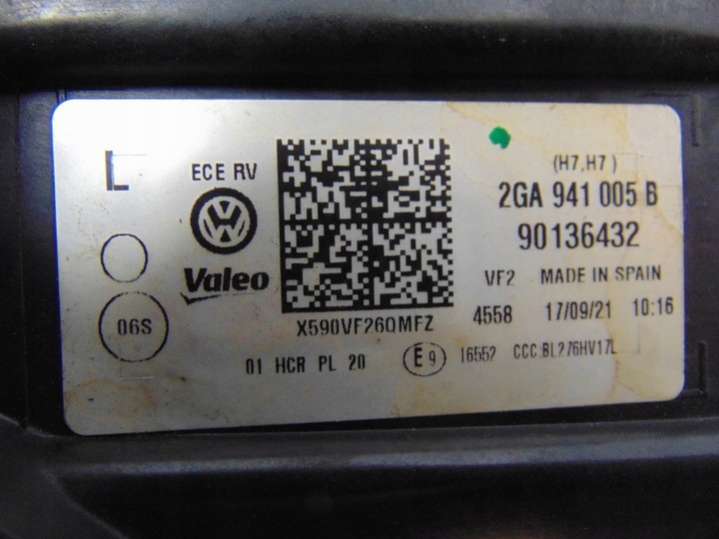 L
ECE RV
(H7,H7)
2GA 941 005 B
90136432
Valeo
06S
VF2 MADE IN SPAIN
X590VF26QMFZ
4558 17/09/21 10:16
01 HCR PL 20
E9
16552 CCC.BL276HV17L